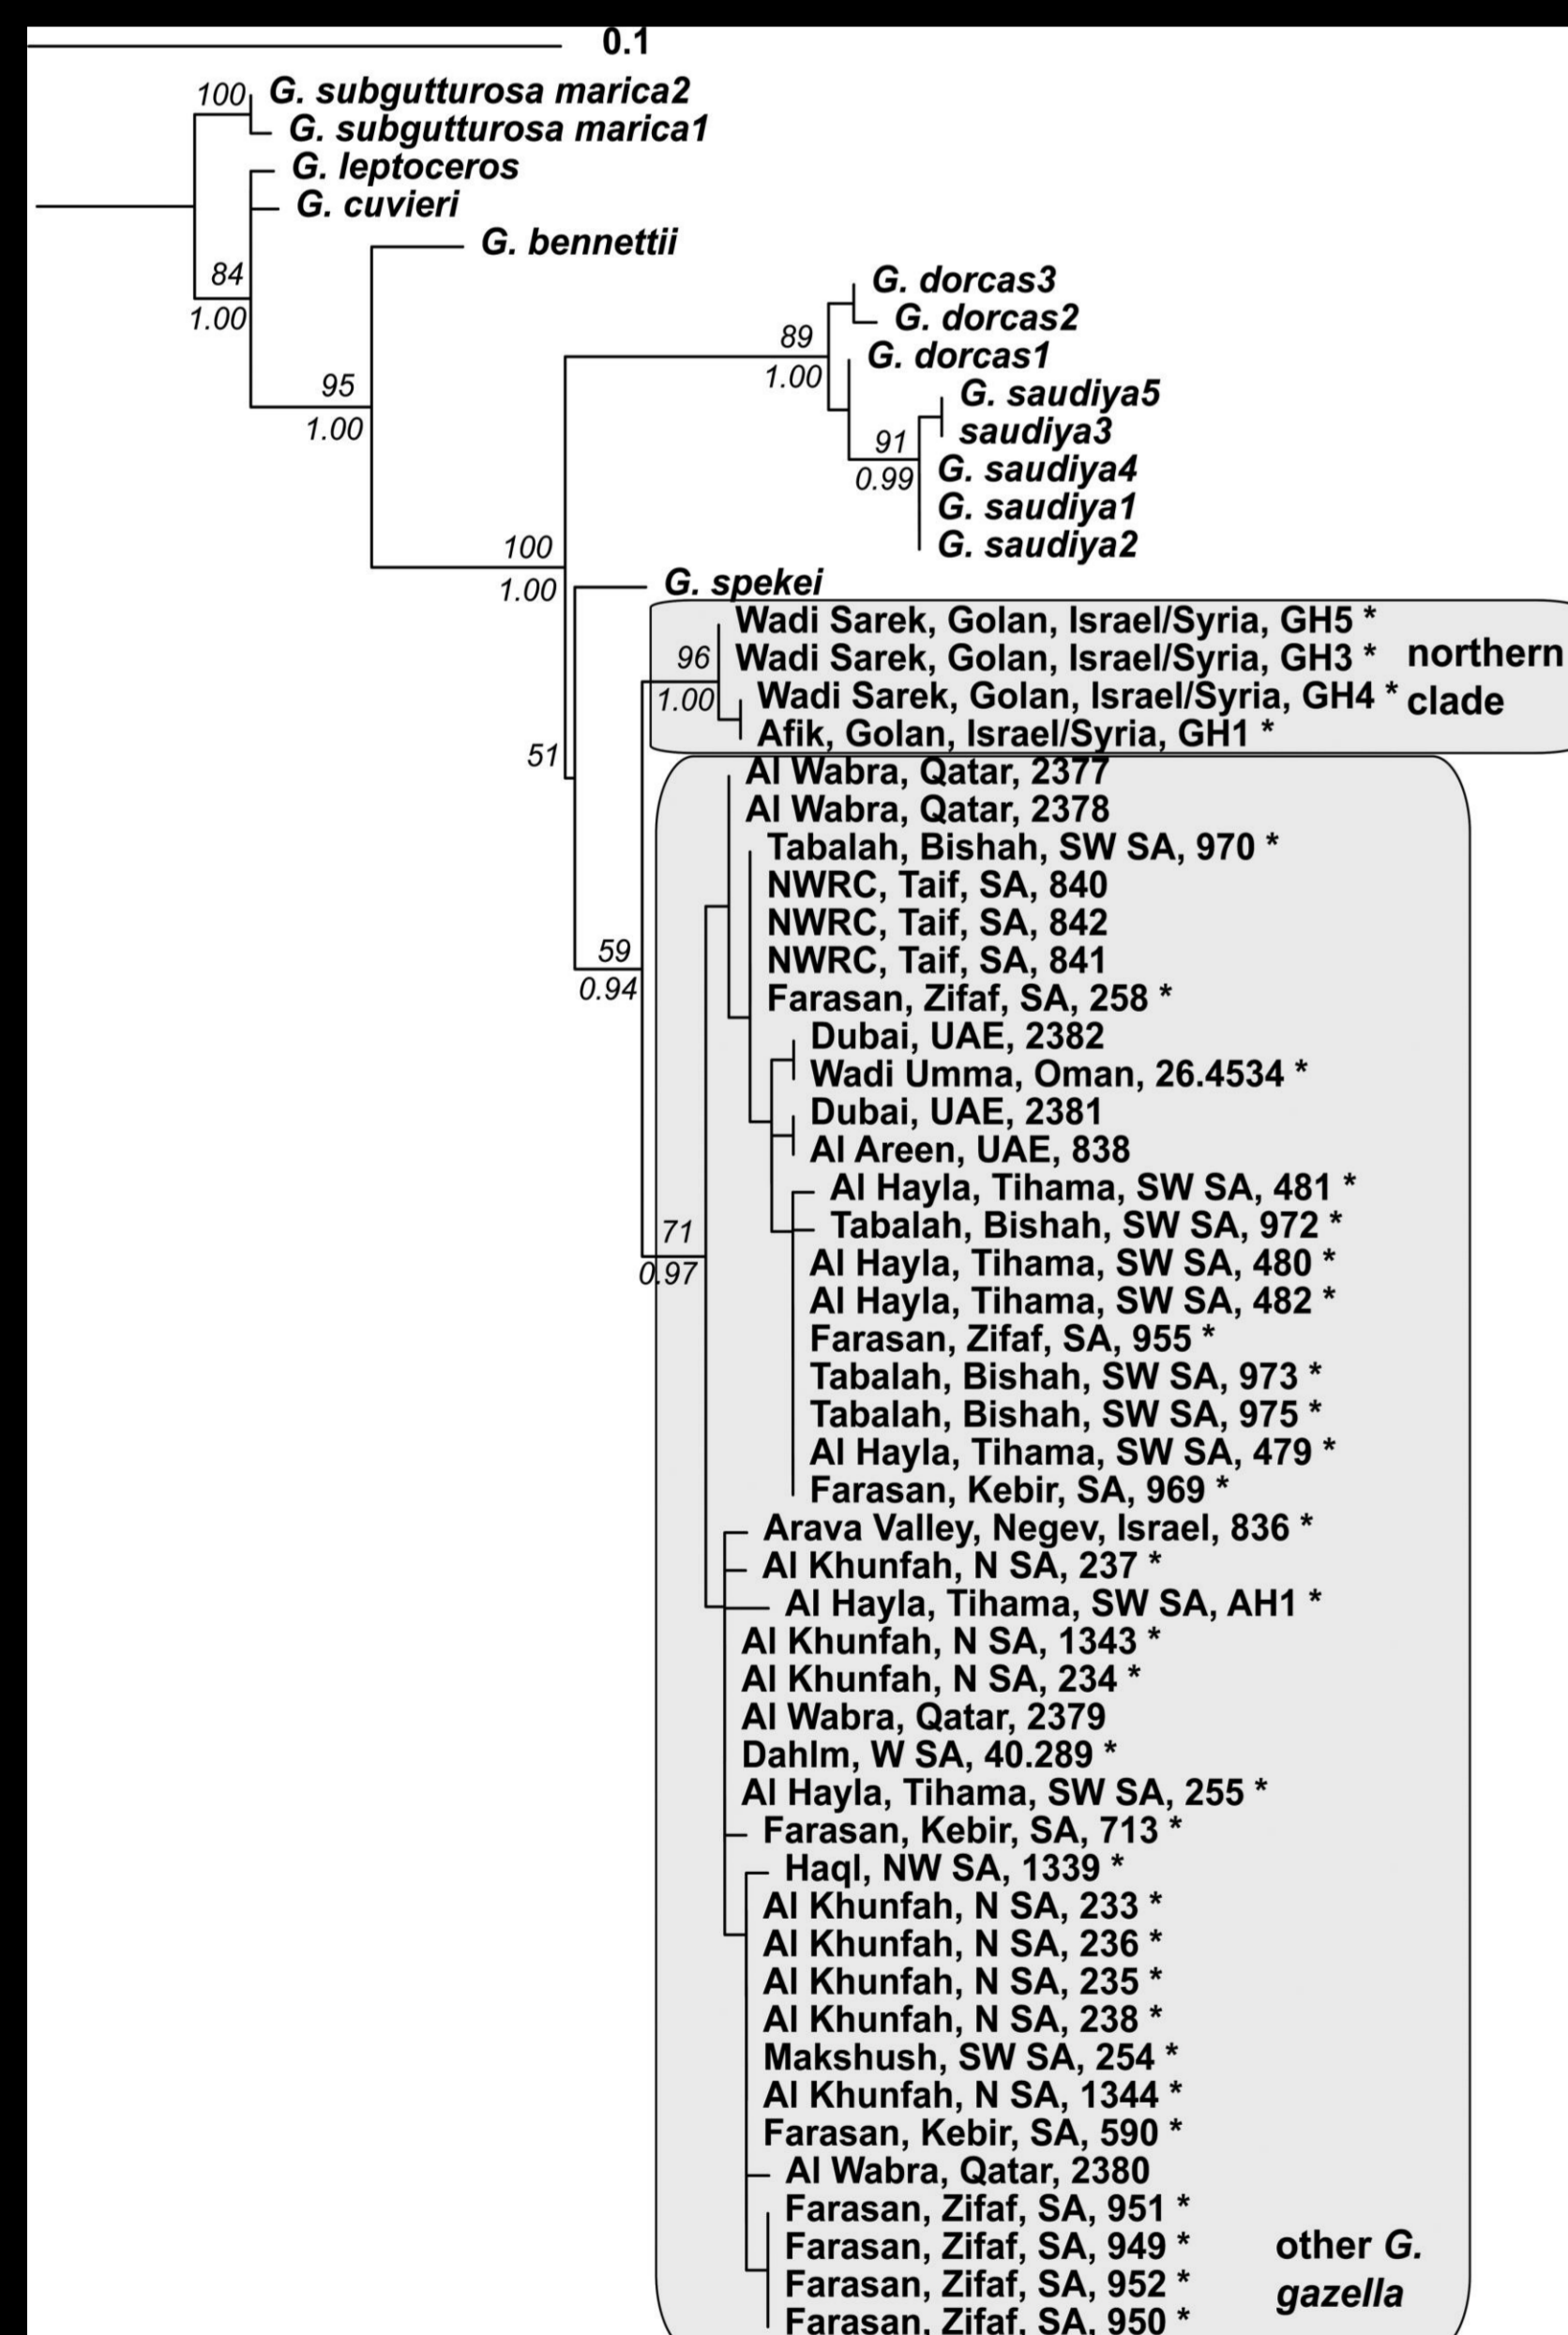 0.1
100 G. subgutturosa marica2
G. subgutturosa marica1
G. leptoceros
G. cuvieri
G. bennettii
84
1.00
G. dorcas3
G. dorcas2
89
1.00
G. dorcas1
95
1.00
G. saudiya5
saudiya3
91
0.99
G. saudiya4
G. saudiya1
G. saudiya2
100
1.00
G. spekei
Wadi Sarek, Golan, Israel/Syria, GH5 *
96
1.00
Wadi Sarek, Golan, Israel/Syria, GH3 *
northern
clade
Wadi Sarek, Golan, Israel/Syria, GH4 *
Afik, Golan, Israel/Syria, GH1 *
51
Al Wabra, Qatar, 2377
Al Wabra, Qatar, 2378
Tabalah, Bishah, SW SA, 970 *
NWRC, Taif, SA, 840
NWRC, Taif, SA, 842
59
0.94
NWRC, Taif, SA, 841
Farasan, Zifaf, SA, 258 *
Dubai, UAE, 2382
Wadi Umma, Oman, 26.4534 *
Dubai, UAE, 2381
Al Areen, UAE, 838
Al Hayla, Tihama, SW SA, 481 *
71
0.97
Tabalah, Bishah, SW SA, 972 *
Al Hayla, Tihama, SW SA, 480 *
Al Hayla, Tihama, SW SA, 482 *
Farasan, Zifaf, SA, 955 *
Tabalah, Bishah, SW SA, 973 *
Tabalah, Bishah, SW SA, 975 *
Al Hayla, Tihama, SW SA, 479 *
Farasan, Kebir, SA, 969 *
Arava Valley, Negev, Israel, 836 *
Al Khunfah, N SA, 237 *
Al Hayla, Tihama, SW SA, AH1 *
Al Khunfah, N SA, 1343 *
Al Khunfah, N SA, 234 *
Al Wabra, Qatar, 2379
Dahlm, W SA, 40.289 *
Al Hayla, Tihama, SW SA, 255 *
Farasan, Kebir, SA, 713 *
Haql, NW SA, 1339 *
Al Khunfah, N SA, 233 *
Al Khunfah, N SA, 236 *
Al Khunfah, N SA, 235 *
Al Khunfah, N SA, 238 *
Makshush, SW SA, 254 *
Al Khunfah, N SA, 1344 *
Farasan, Kebir, SA, 590 *
Al Wabra, Qatar, 2380
Farasan, Zifaf, SA, 951 *
Farasan, Zifaf, SA, 949 *
Farasan, Zifaf, SA, 952 *
Farasan, Zifaf, SA, 950 *
other G.
gazella